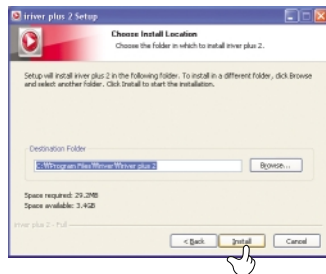 iriver plus 2 Setup
Choose Install Location
Choose the folder in which to install iriver plus 2.
Setup will install iriver plus 2 in the following folder. To install in a different folder, click Browse
and select another folder. Click Install to start the installation.
Destination Folder
C:₩Program Files₩iriver₩iriver plus 2
Browse...
Space required: 29.2MB
Space available: 3.4GB
iriver plus 2 - Full
< Back
Install
Cancel